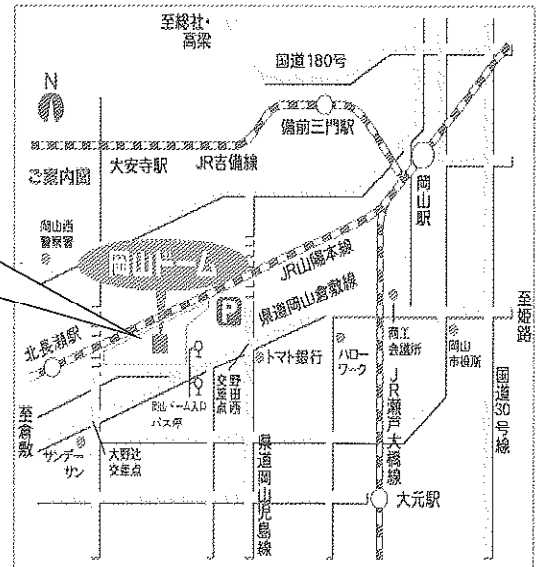 至総社・
高梁
国道180号
N
備前三門駅
大安寺駅
JR吉備線
ご案内図
岡山駅
岡山西
警察署
岡山ドーム
JR山陽本線
P
県道岡山倉敷線
至姫路
北長瀬駅
商工
会議所
岡山
市役所
トマト銀行
ハロー
ワーク
野田西
交差点
岡山ドーム入口
バス停
JR瀬戸大橋線
国道30号線
至倉敷
サンデー
サン
大野辻
交差点
県道岡山児島線
大元駅